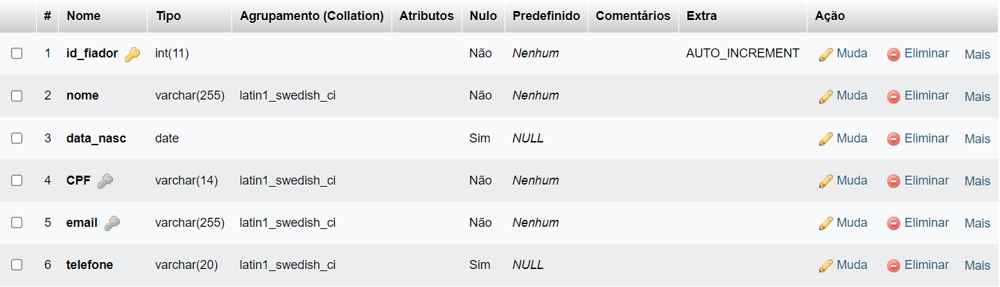 # Nome Tipo Agrupamento (Collation) Atributos Nulo Predefinido Comentários Extra Ação
1 id_fiador int(11) Não Nenhum AUTO_INCREMENT Muda Eliminar Mais
2 nome varchar(255) latin1_swedish_ci Não Nenhum Muda Eliminar Mais
3 data_nasc date Sim NULL Muda Eliminar Mais
4 CPF varchar(14) latin1_swedish_ci Não Nenhum Muda Eliminar Mais
5 email varchar(255) latin1_swedish_ci Não Nenhum Muda Eliminar Mais
6 telefone varchar(20) latin1_swedish_ci Sim NULL Muda Eliminar Mais